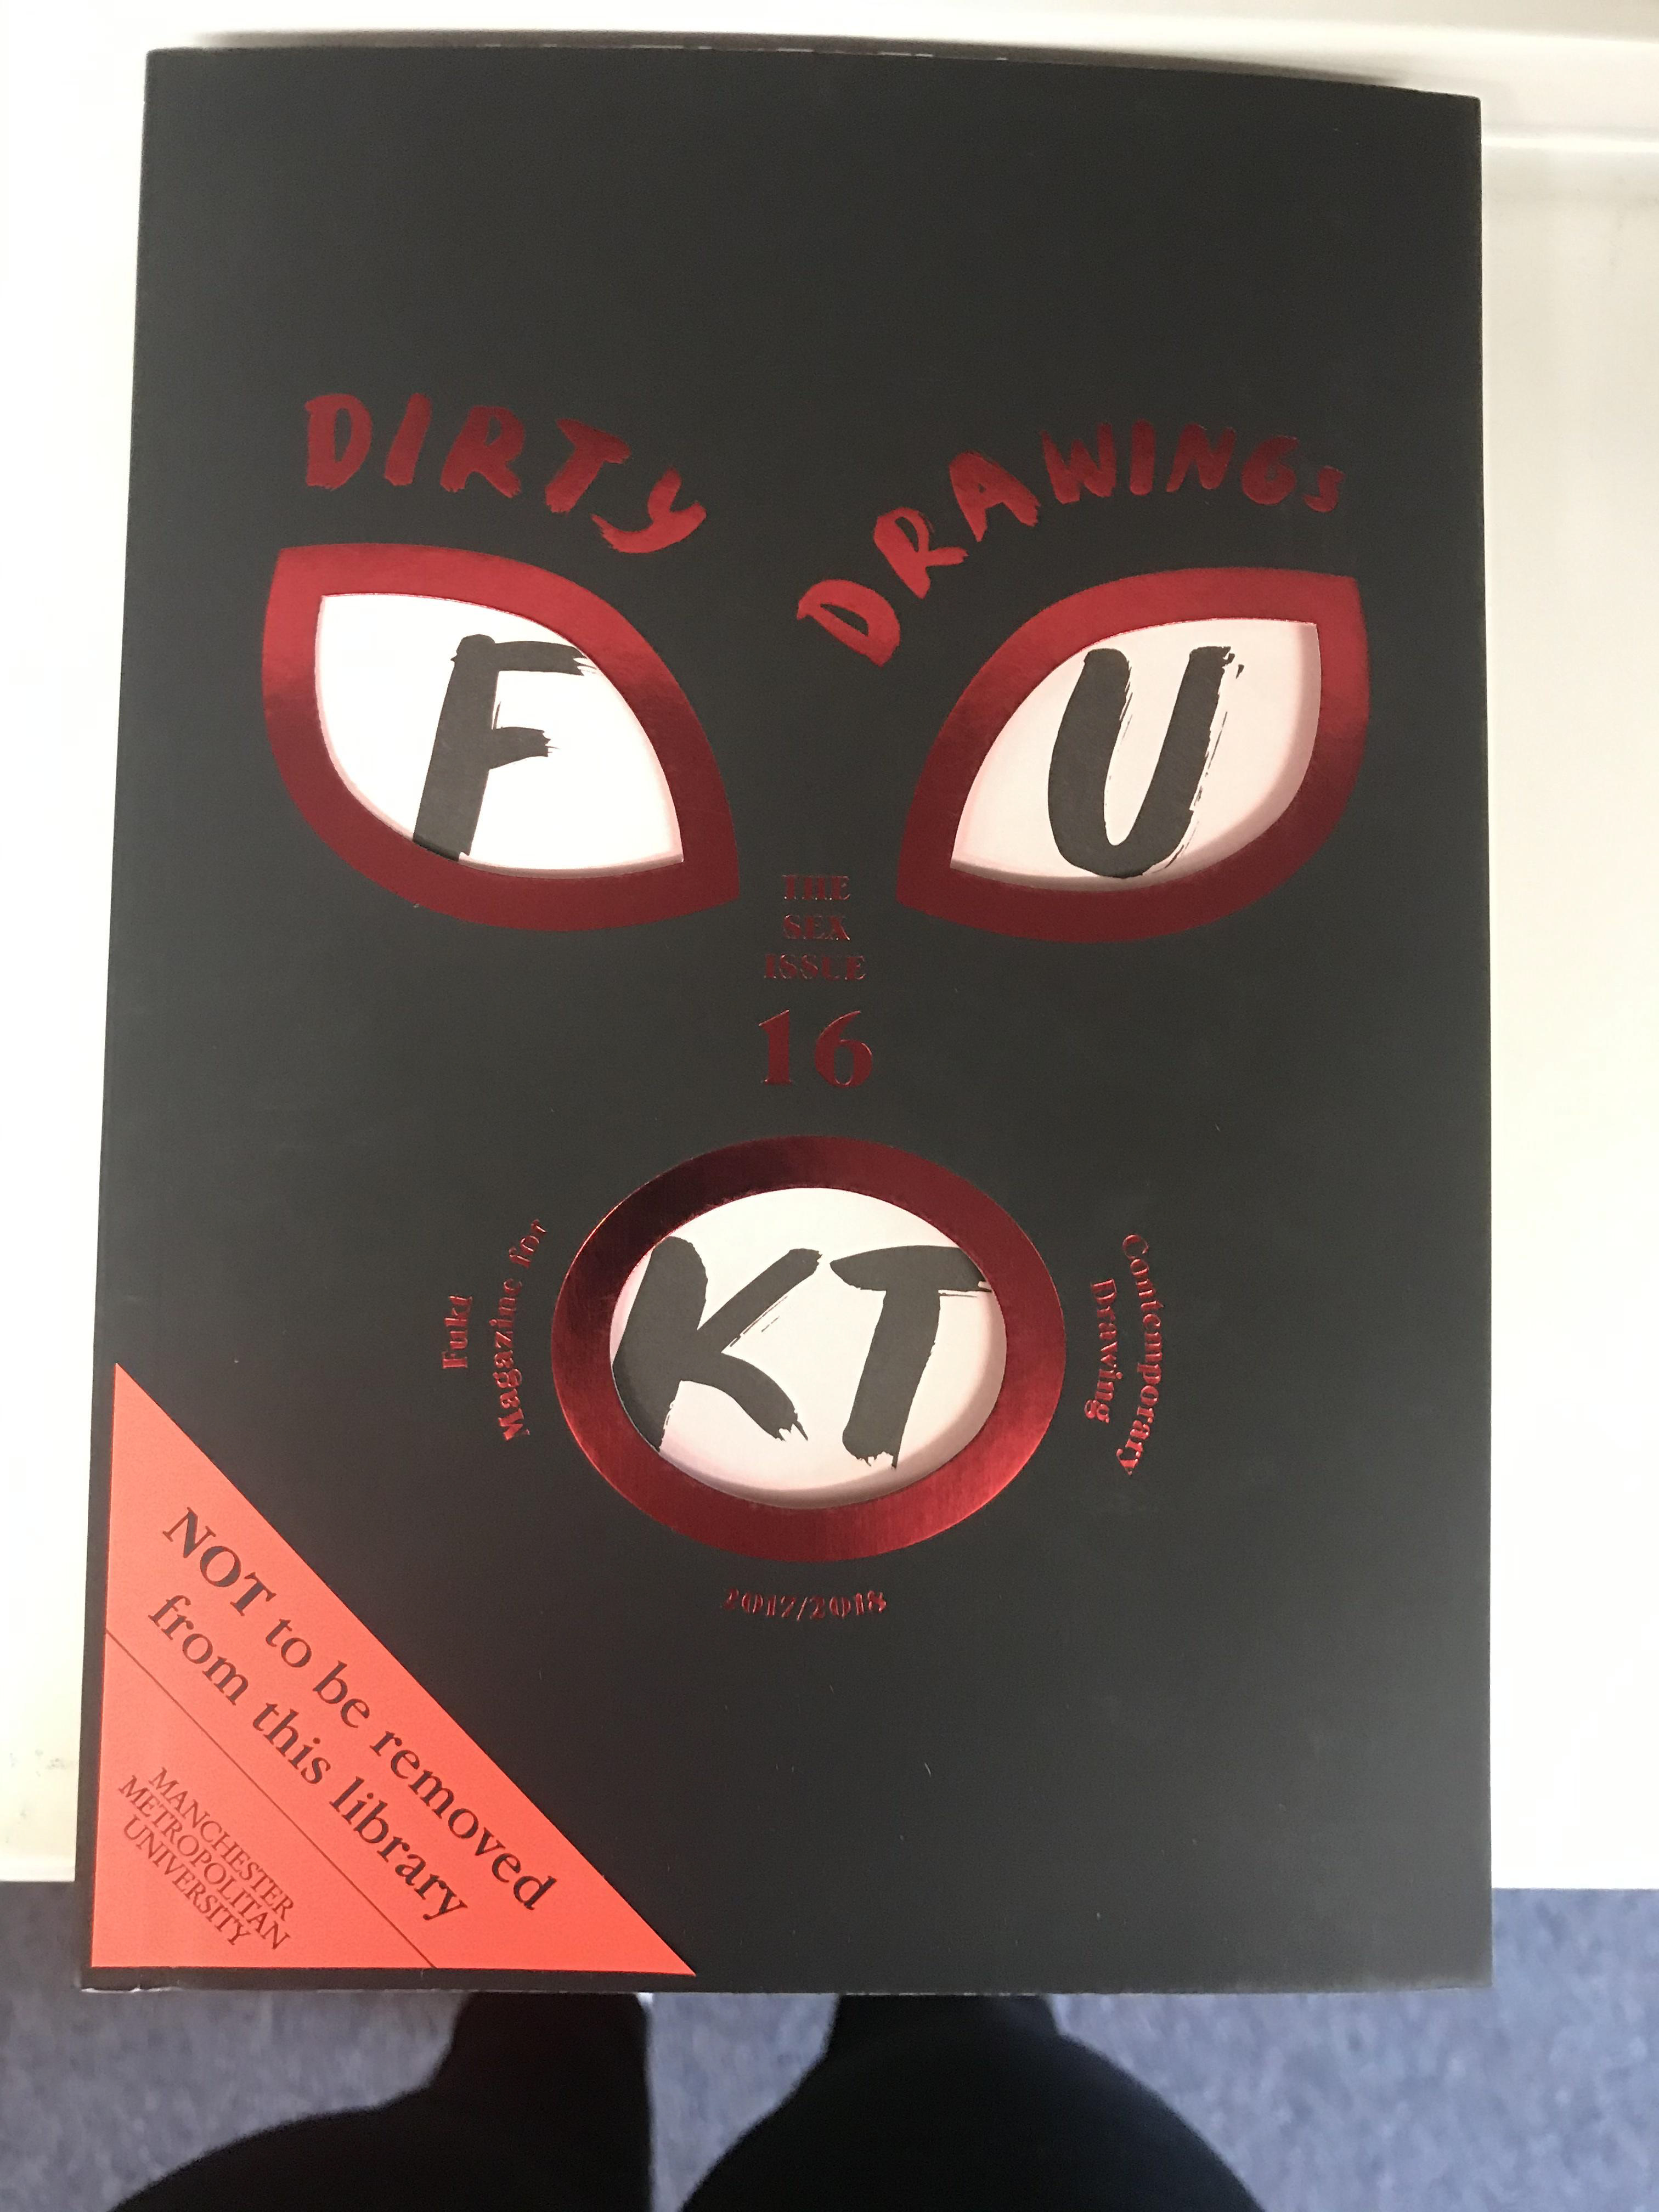 DIRTY
DRAWINGS
F
U
THE
SEX
ISSUE
16
KT
Fukt
Magazine for
Contemporary
Drawing
2017/2018
NOT to be removed
from this library
MANCHESTER
METROPOLITAN
UNIVERSITY